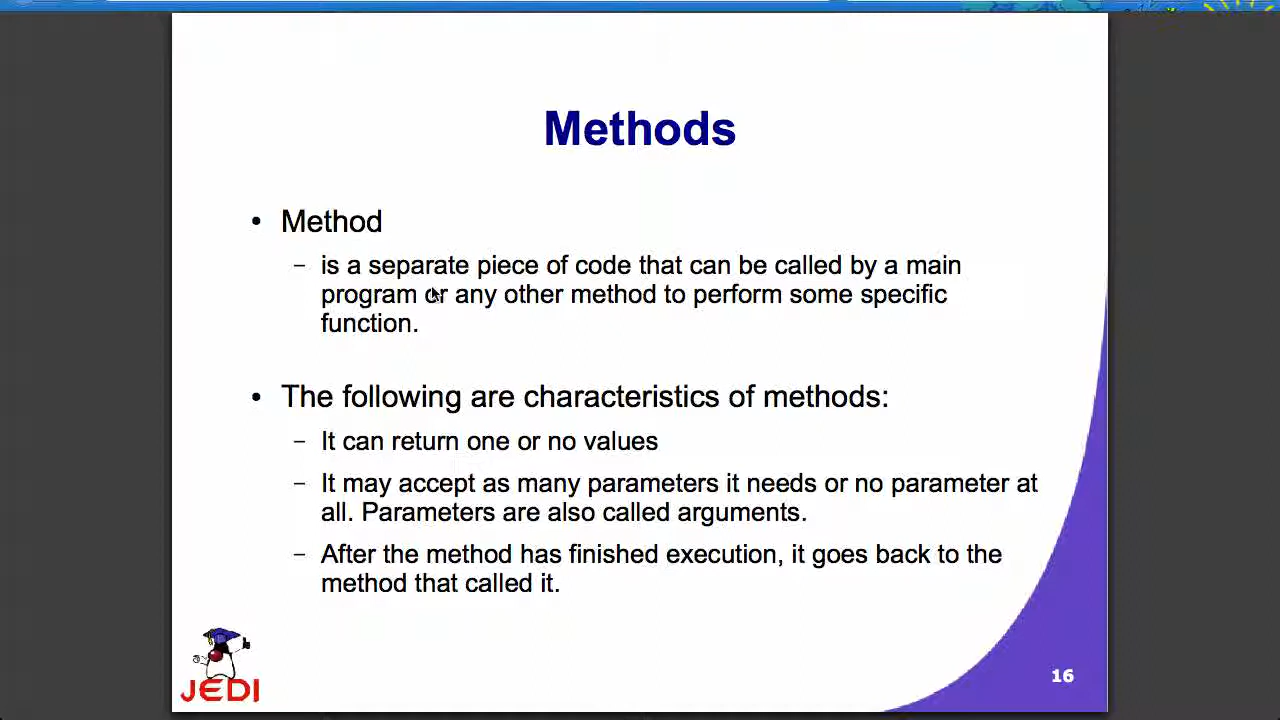 Methods
• Method
– is a separate piece of code that can be called by a main
program or any other method to perform some specific
function.
• The following are characteristics of methods:
– It can return one or no values
– It may accept as many parameters it needs or no parameter at
all. Parameters are also called arguments.
– After the method has finished execution, it goes back to the
method that called it.
JEDI
16